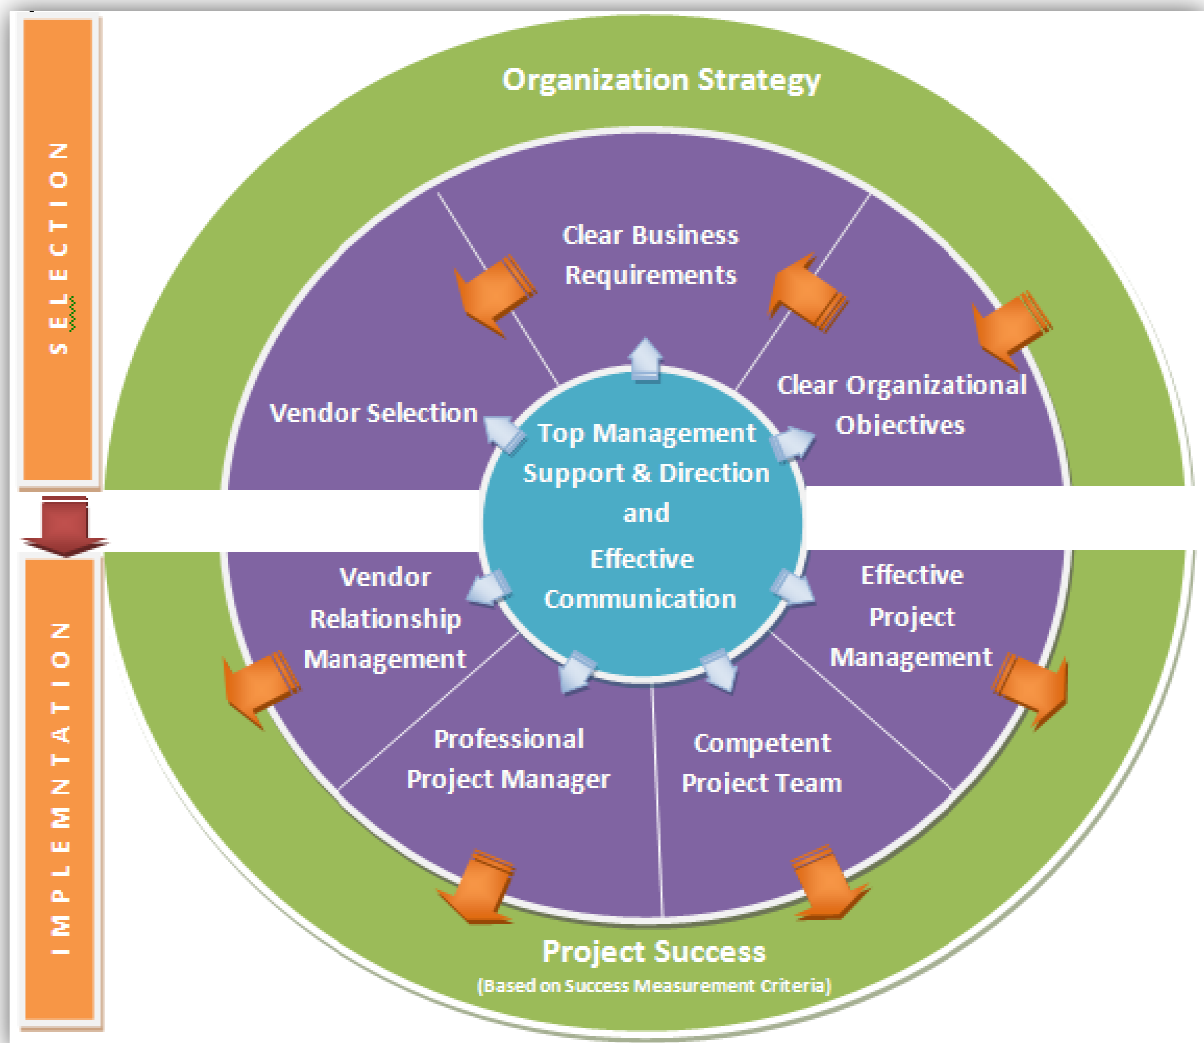 SELECTION
Organization Strategy
Clear Business
Requirements
Clear Organizational
Objectives
Vendor Selection
Top Management
Support & Direction
and
Effective
Communication
IMPLEMNTATION
Vendor
Relationship
Management
Effective
Project
Management
Professional
Project Manager
Competent
Project Team
Project Success
(Based on Success Measurement Criteria)